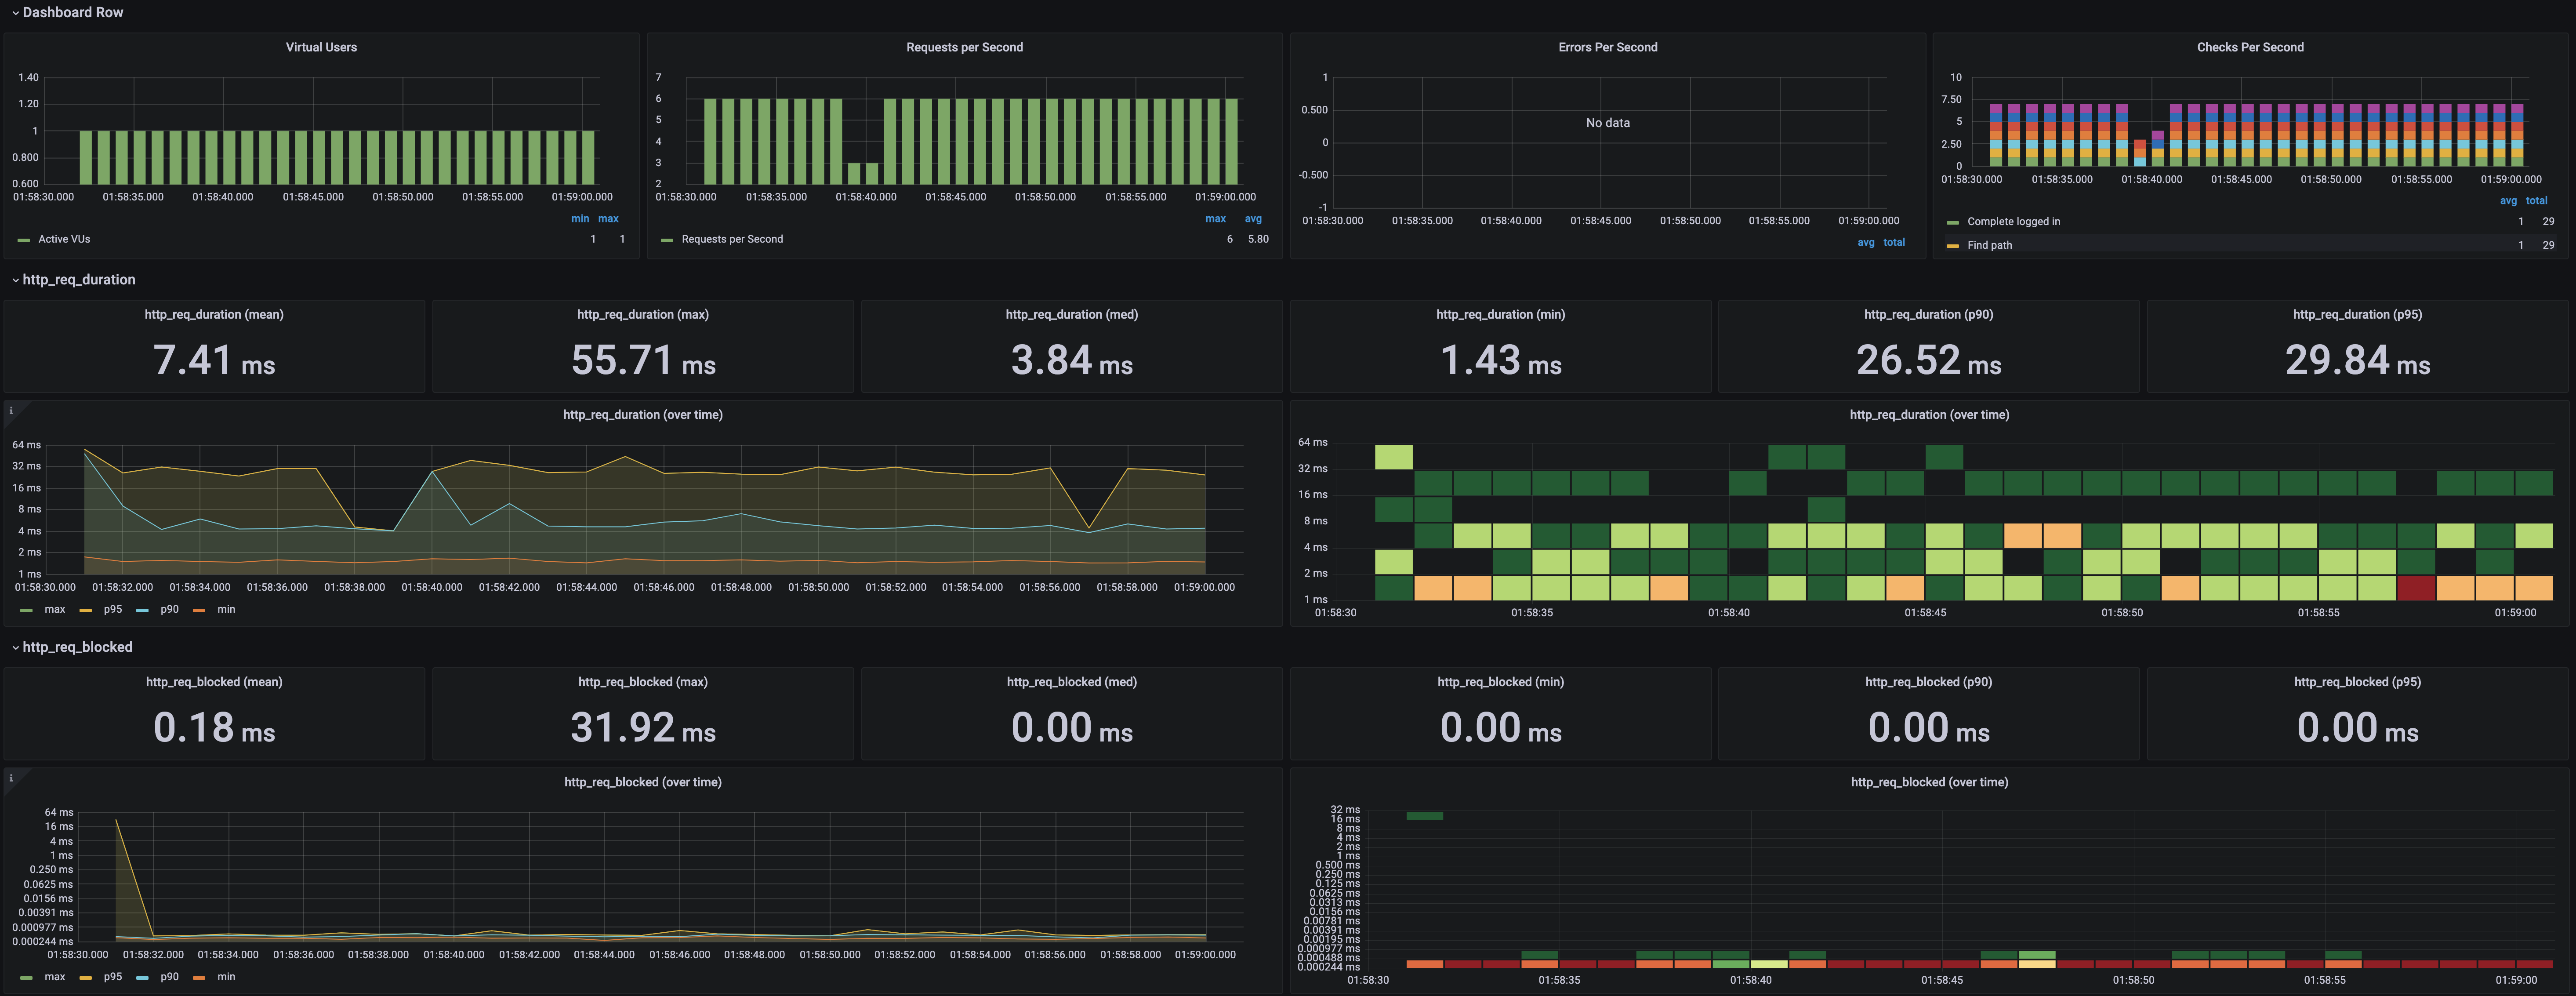 Dashboard Row
Virtual Users
1.40
1.20
1
0.800
0.600
01:58:30.000 01:58:35.000 01:58:40.000 01:58:45.000 01:58:50.000 01:58:55.000 01:59:00.000
min max
Active VUs 1 1
Requests per Second
7
6
5
4
3
2
01:58:30.000 01:58:35.000 01:58:40.000 01:58:45.000 01:58:50.000 01:58:55.000 01:59:00.000
max avg
Requests per Second 6 5.80
Errors Per Second
1
0.500
0
-0.500
-1
No data
01:58:30.000 01:58:35.000 01:58:40.000 01:58:45.000 01:58:50.000 01:58:55.000 01:59:00.000
avg total
Checks Per Second
10
7.50
5
2.50
0
01:58:30.000 01:58:35.000 01:58:40.000 01:58:45.000 01:58:50.000 01:58:55.000 01:59:00.000
avg total
Complete logged in 1 29
Find path 1 29
http_req_duration
http_req_duration (mean)
7.41 ms
http_req_duration (max)
55.71 ms
http_req_duration (med)
3.84 ms
http_req_duration (min)
1.43 ms
http_req_duration (p90)
26.52 ms
http_req_duration (p95)
29.84 ms
i
http_req_duration (over time)
64 ms
32 ms
16 ms
8 ms
4 ms
2 ms
1 ms
01:58:30.000 01:58:32.000 01:58:34.000 01:58:36.000 01:58:38.000 01:58:40.000 01:58:42.000 01:58:44.000 01:58:46.000 01:58:48.000 01:58:50.000 01:58:52.000 01:58:54.000 01:58:56.000 01:58:58.000 01:59:00.000
max p95 p90 min
http_req_duration (over time)
64 ms
32 ms
16 ms
8 ms
4 ms
2 ms
1 ms
01:58:30 01:58:35 01:58:40 01:58:45 01:58:50 01:58:55 01:59:00
http_req_blocked
http_req_blocked (mean)
0.18 ms
http_req_blocked (max)
31.92 ms
http_req_blocked (med)
0.00 ms
http_req_blocked (min)
0.00 ms
http_req_blocked (p90)
0.00 ms
http_req_blocked (p95)
0.00 ms
i
http_req_blocked (over time)
64 ms
16 ms
4 ms
1 ms
0.250 ms
0.0625 ms
0.0156 ms
0.00391 ms
0.000977 ms
0.000244 ms
01:58:30.000 01:58:32.000 01:58:34.000 01:58:36.000 01:58:38.000 01:58:40.000 01:58:42.000 01:58:44.000 01:58:46.000 01:58:48.000 01:58:50.000 01:58:52.000 01:58:54.000 01:58:56.000 01:58:58.000 01:59:00.000
max p95 p90 min
http_req_blocked (over time)
32 ms
16 ms
8 ms
4 ms
2 ms
1 ms
0.500 ms
0.250 ms
0.125 ms
0.0625 ms
0.0313 ms
0.0156 ms
0.00781 ms
0.00391 ms
0.00195 ms
0.000977 ms
0.000488 ms
0.000244 ms
01:58:30 01:58:35 01:58:40 01:58:45 01:58:50 01:58:55 01:59:00